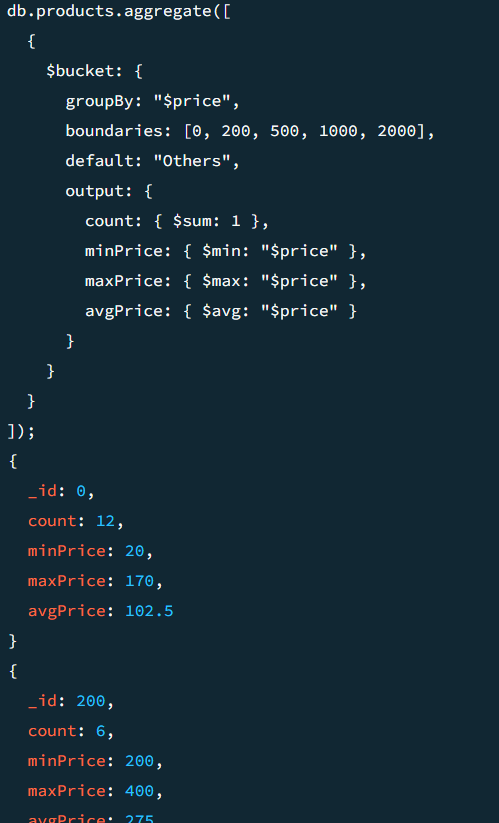 db.products.aggregate([
{
$bucket: {
groupBy: "$price",
boundaries: [0, 200, 500, 1000, 2000],
default: "Others",
output: {
count: { $sum: 1 },
minPrice: { $min: "$price" },
maxPrice: { $max: "$price" },
avgPrice: { $avg: "$price" }
}
}
}
]);
{
_id: 0,
count: 12,
minPrice: 20,
maxPrice: 170,
avgPrice: 102.5
}
{
_id: 200,
count: 6,
minPrice: 200,
maxPrice: 400,
avgPrice: 275